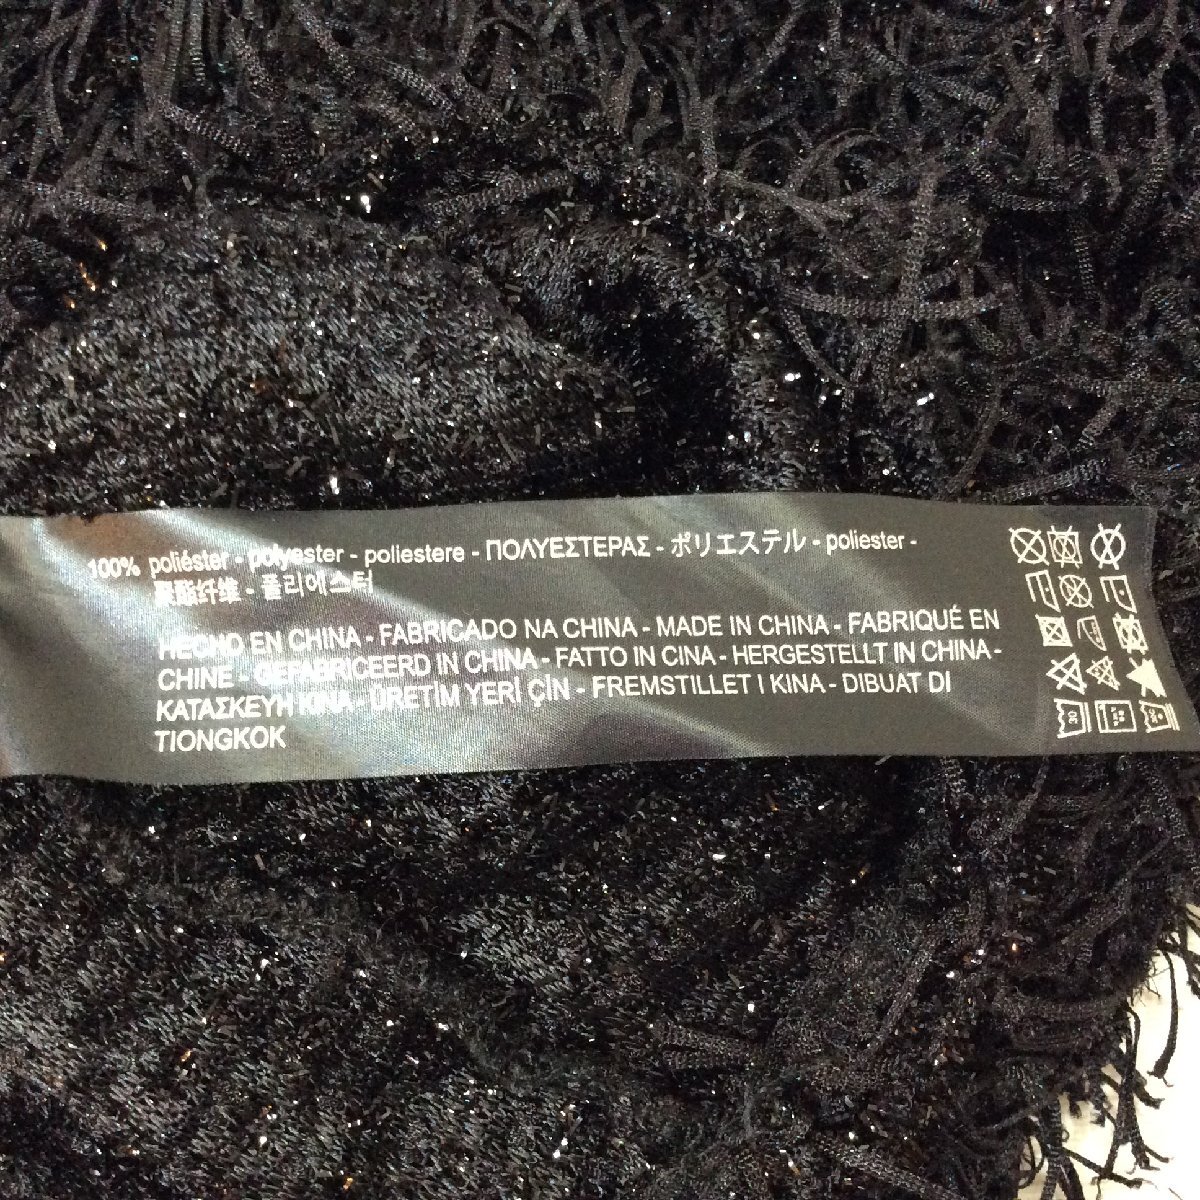 100% poliéster - polyester - poliestere - ΠΟΛΥΕΣΤΕΡΑΣ - ポリエステル - poliester -
聚酯纤维 - 폴리에스터
HECHO EN CHINA - FABRICADO NA CHINA - MADE IN CHINA - FABRIQUÉ EN
CHINE - GEFABRICEERD IN CHINA - FATTO IN CINA - HERGESTELLT IN CHINA -
ΚΑΤΑΣΚΕΥΗ ΚΙΝΑ - ÜRETİM YERİ ÇİN - FREMSTILLET I KINA - DIBUAT DI
TIONGKOK